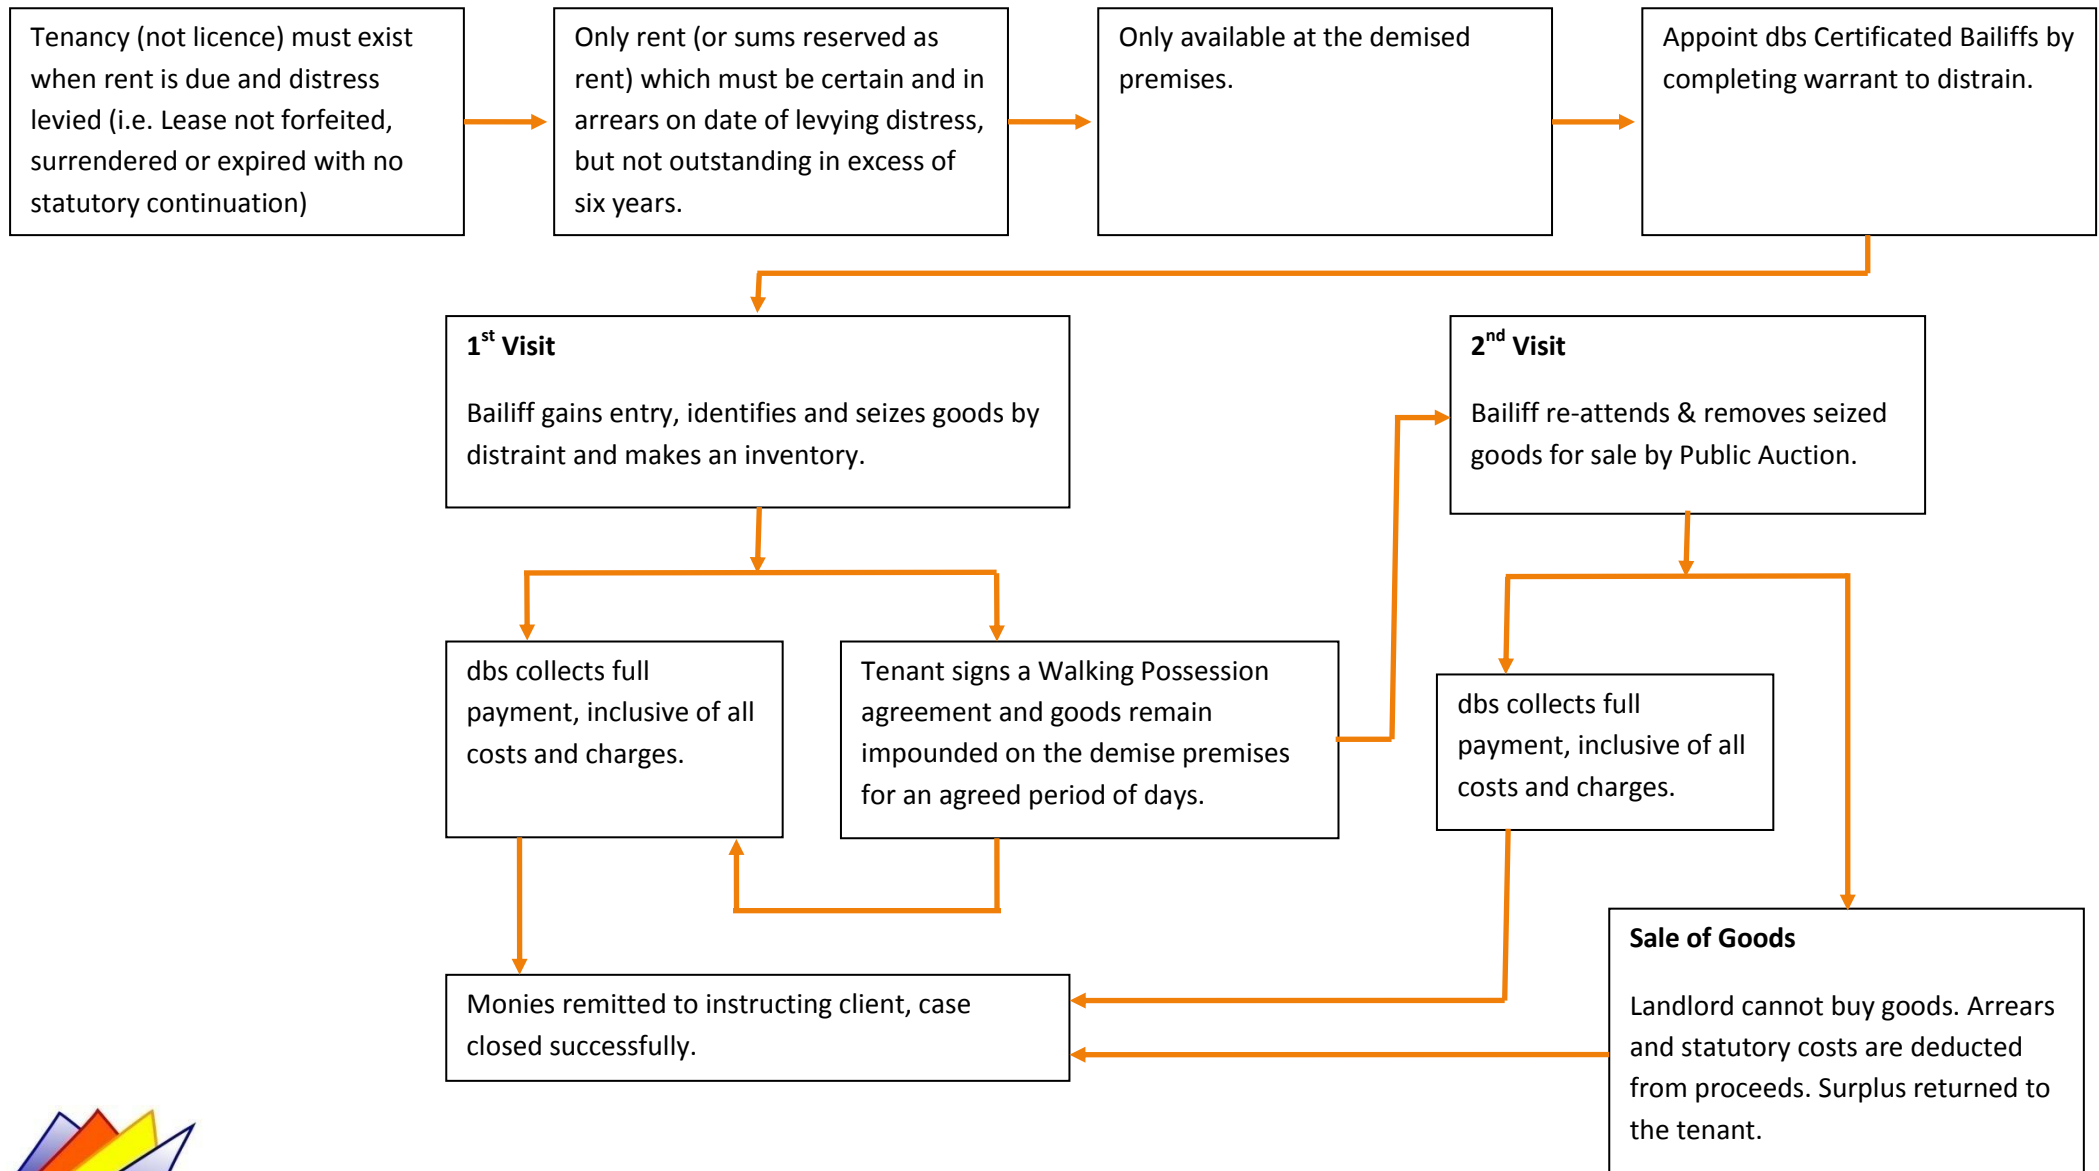 Tenancy (not licence) must exist
when rent is due and distress
levied (i.e. Lease not forfeited,
surrendered or expired with no
statutory continuation)
Only rent (or sums reserved as
rent) which must be certain and in
arrears on date of levying distress,
but not outstanding in excess of
six years.
Only available at the demised
premises.
Appoint dbs Certificated Bailiffs by
completing warrant to distrain.
1st Visit
Bailiff gains entry, identifies and seizes goods by
distraint and makes an inventory.
2nd Visit
Bailiff re-attends & removes seized
goods for sale by Public Auction.
dbs collects full
payment, inclusive of all
costs and charges.
Tenant signs a Walking Possession
agreement and goods remain
impounded on the demise premises
for an agreed period of days.
dbs collects full
payment, inclusive of all
costs and charges.
Monies remitted to instructing client, case
closed successfully.
Sale of Goods
Landlord cannot buy goods. Arrears
and statutory costs are deducted
from proceeds. Surplus returned to
the tenant.